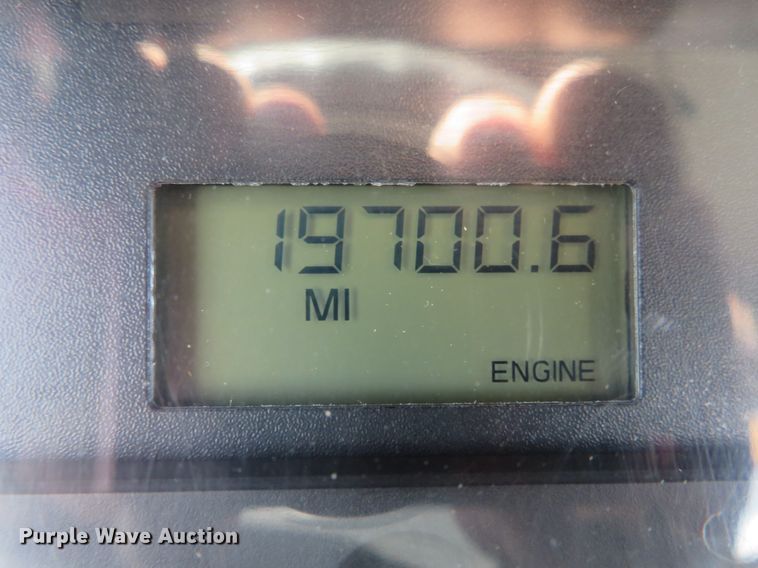 19700.6
MI
ENGINE
Purple Wave Auction